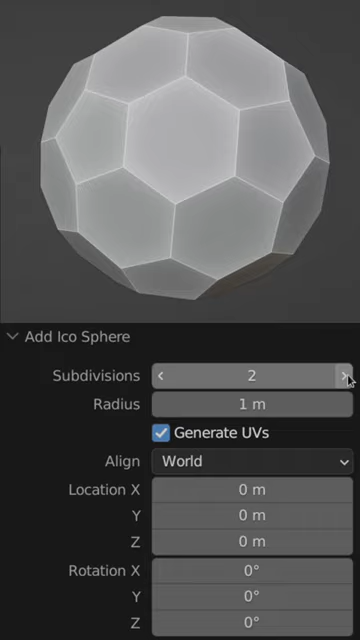 Add Ico Sphere
Subdivisions 2
Radius 1 m
Generate UVs
Align World
Location X 0 m
Y 0 m
Z 0 m
Rotation X 0°
Y 0°
Z 0°